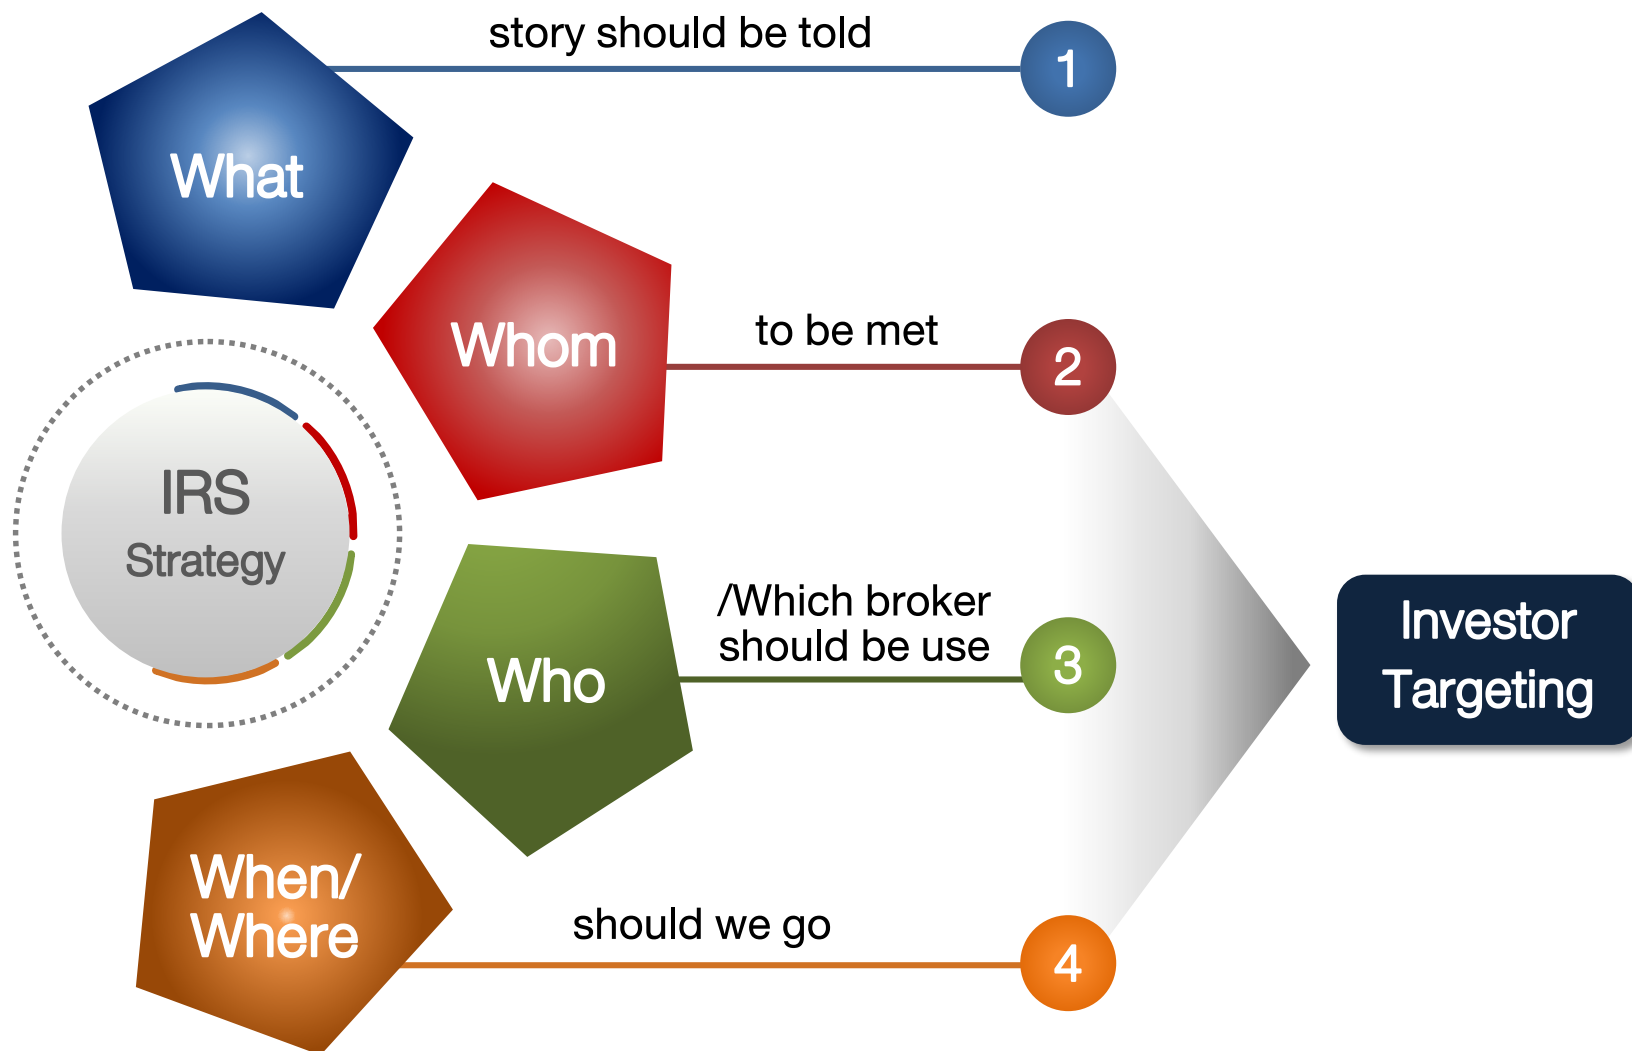 What
story should be told
1
Whom
to be met
2
IRS
Strategy
Who
/Which broker
should be use
3
Investor
Targeting
When/
Where
should we go
4